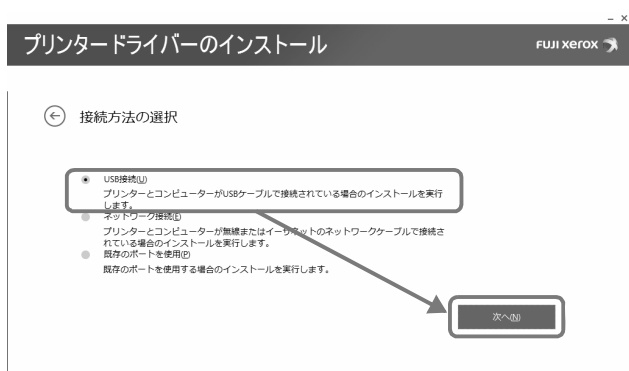 プリンタードライバーのインストール
FUJI xerox
接続方法の選択
USB接続(U)
プリンターとコンピューターがUSBケーブルで接続されている場合のインストールを実行
します。
ネットワーク接続(E)
プリンターとコンピューターが無線またはイーサネットのネットワークケーブルで接続さ
れている場合のインストールを実行します。
既存のポートを使用(P)
既存のポートを使用する場合のインストールを実行します。
次へ(N)